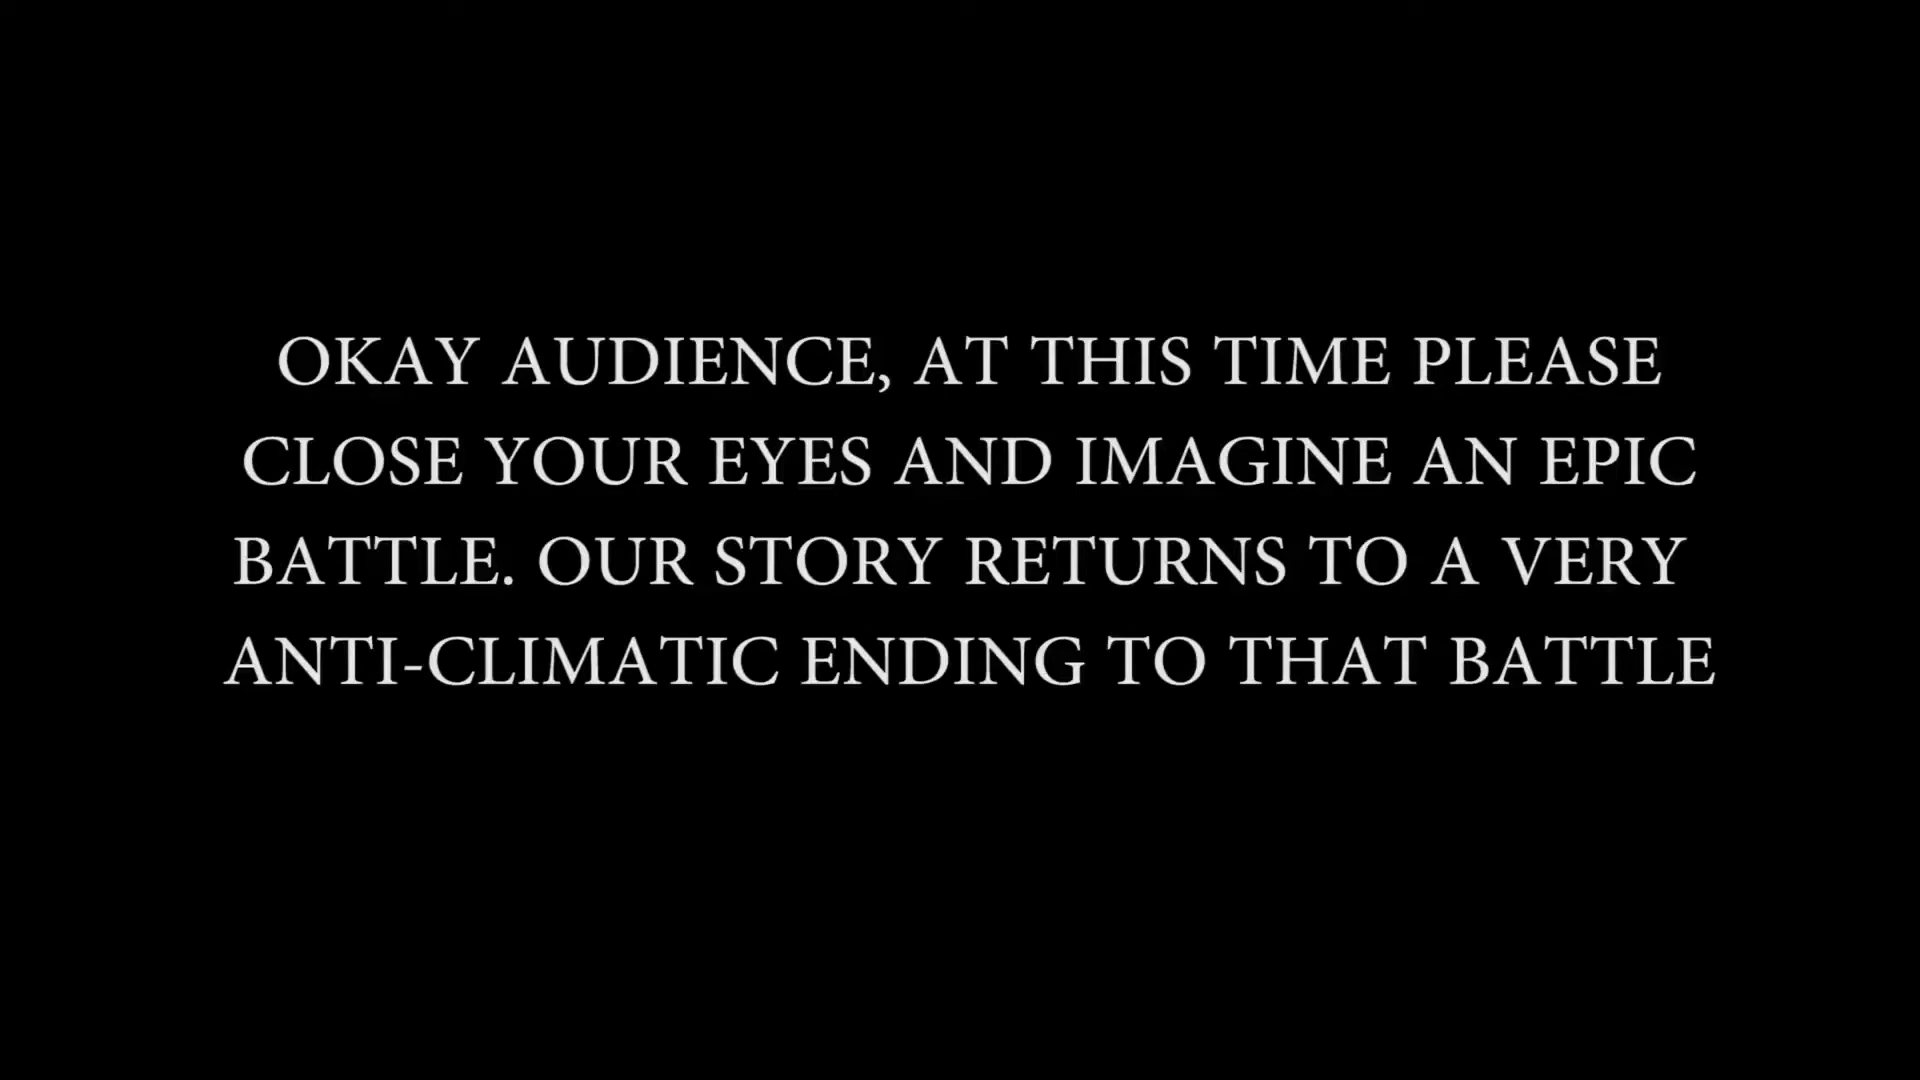 OKAY AUDIENCE, AT THIS TIME PLEASE
CLOSE YOUR EYES AND IMAGINE AN EPIC
BATTLE. OUR STORY RETURNS TO A VERY
ANTI-CLIMATIC ENDING TO THAT BATTLE